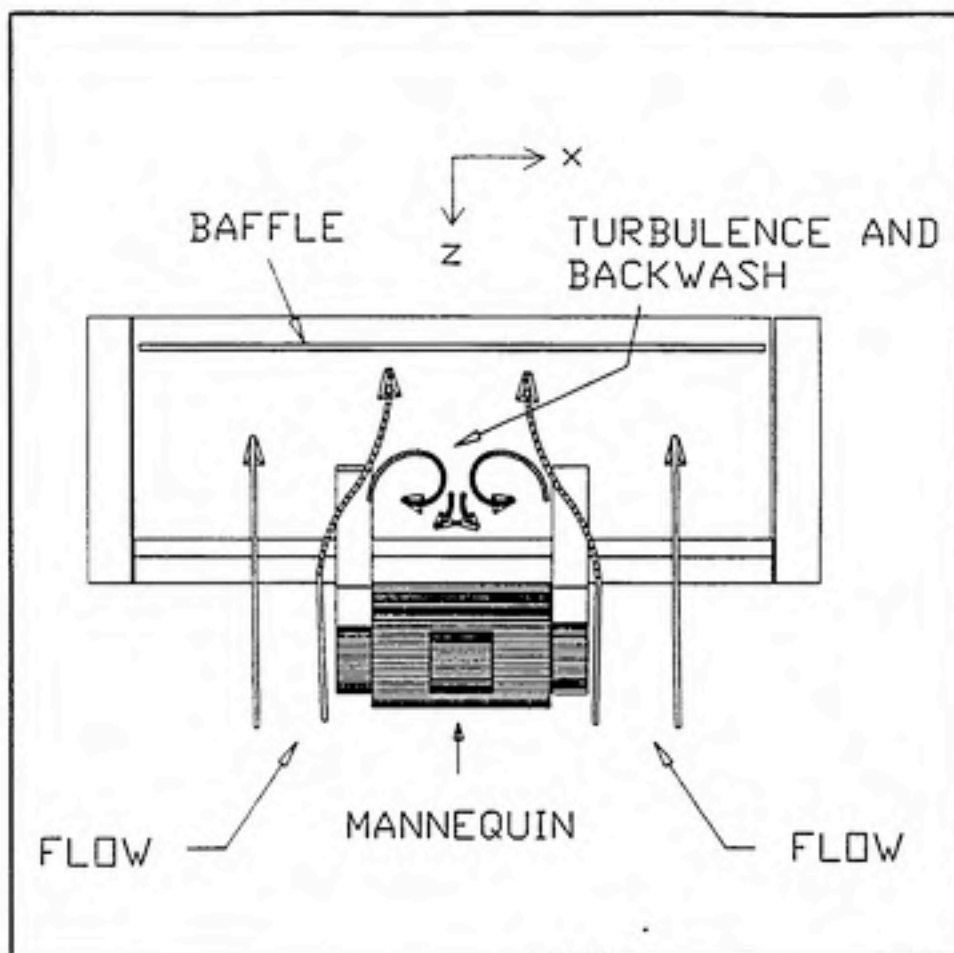 X
Z
BAFFLE
TURBULENCE AND
BACKWASH
MANNEQUIN
FLOW
FLOW